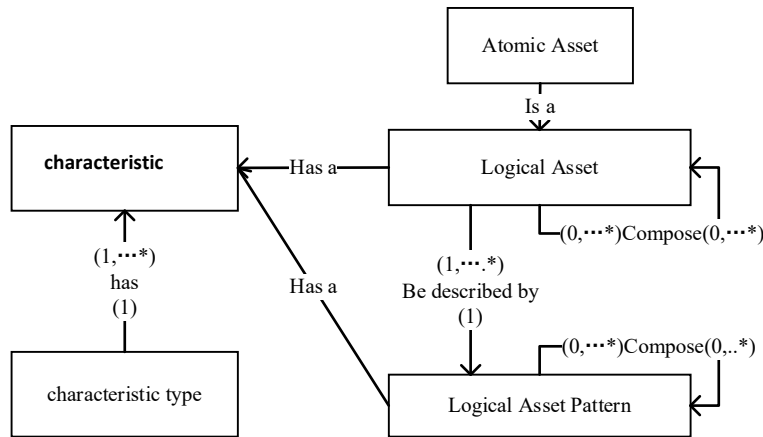 Atomic Asset
Is a
characteristic
Has a
Logical Asset
(0,⋯*)Compose(0,⋯*)
(1,⋯*)
has
(1)
(1,⋯.*)
Be described by
(1)
Has a
(0,⋯*)Compose(0,..*)
characteristic type
Logical Asset Pattern